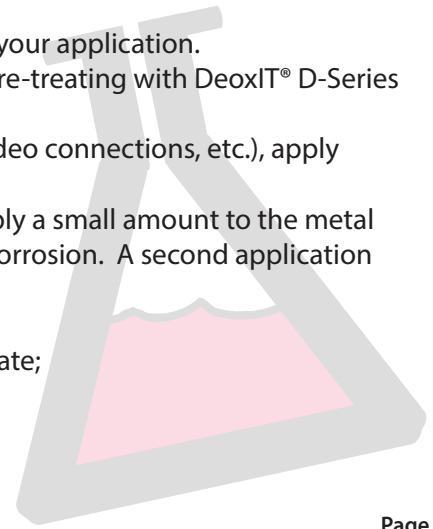 your application.
re-treating with DeoxIT® D-Series
deo connections, etc.), apply
ply a small amount to the metal
orrosion.  A second application
ate;
Page